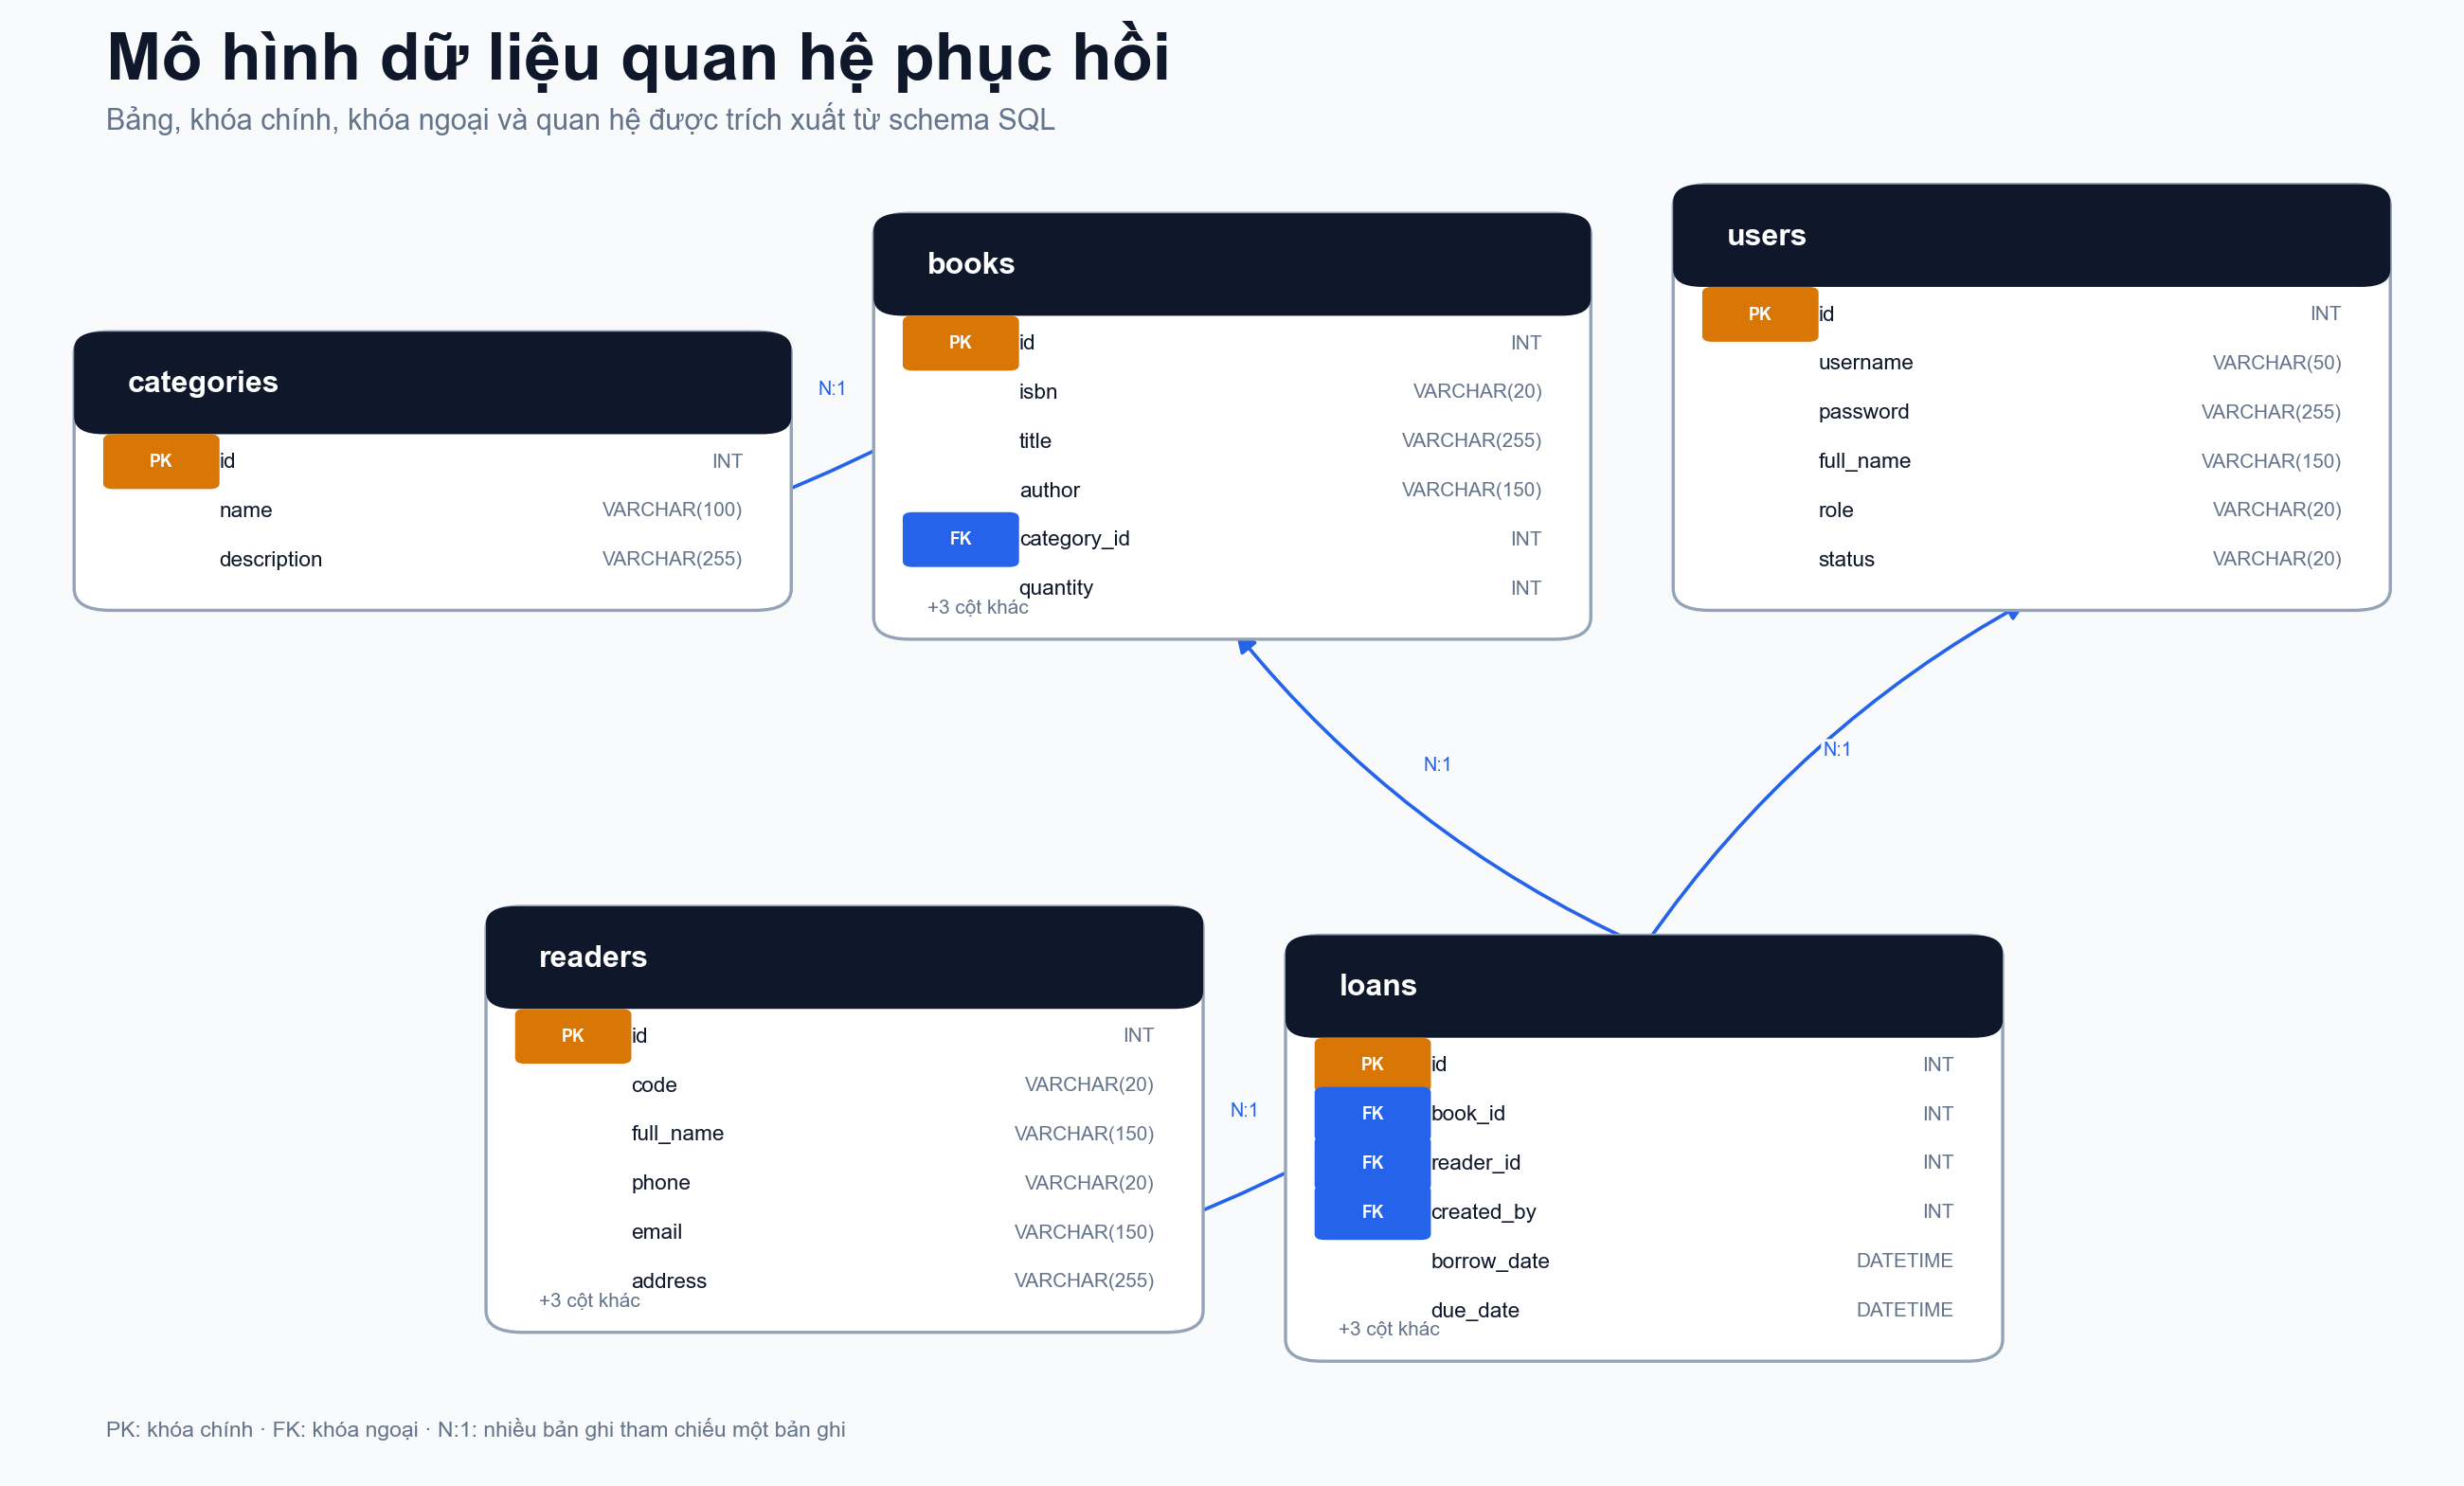 Mô hình dữ liệu quan hệ phục hồi
Bảng, khóa chính, khóa ngoại và quan hệ được trích xuất từ schema SQL
categories
PK id INT
name VARCHAR(100)
description VARCHAR(255)
N:1
books
PK id INT
isbn VARCHAR(20)
title VARCHAR(255)
author VARCHAR(150)
FK category_id INT
quantity INT
+3 cột khác
users
PK id INT
username VARCHAR(50)
password VARCHAR(255)
full_name VARCHAR(150)
role VARCHAR(20)
status VARCHAR(20)
N:1
N:1
readers
PK id INT
code VARCHAR(20)
full_name VARCHAR(150)
phone VARCHAR(20)
email VARCHAR(150)
address VARCHAR(255)
+3 cột khác
N:1
loans
PK id INT
FK book_id INT
FK reader_id INT
FK created_by INT
borrow_date DATETIME
due_date DATETIME
+3 cột khác
PK: khóa chính · FK: khóa ngoại · N:1: nhiều bản ghi tham chiếu một bản ghi